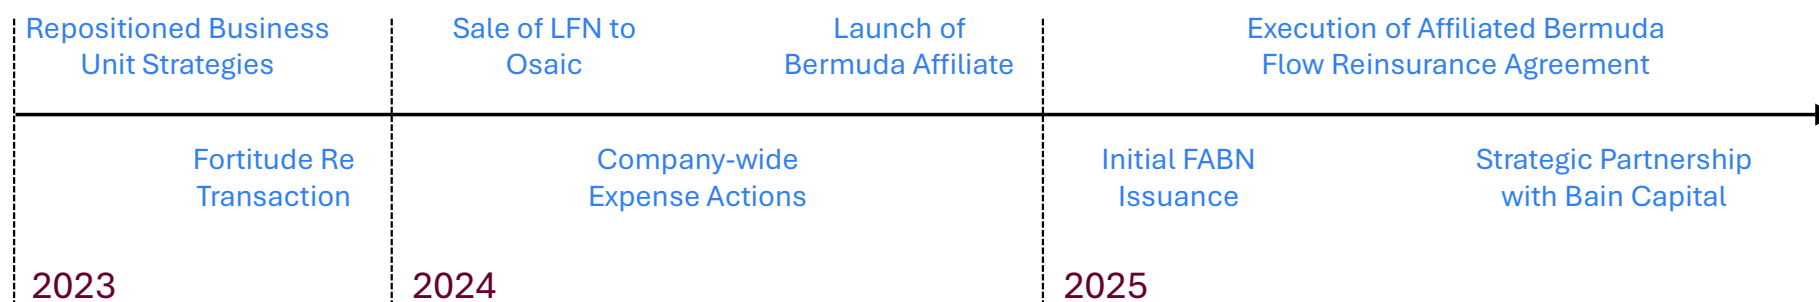 Repositioned Business
Unit Strategies
Sale of LFN to
Osaic
Launch of
Bermuda Affiliate
Execution of Affiliated Bermuda
Flow Reinsurance Agreement
Fortitude Re
Transaction
Company-wide
Expense Actions
Initial FABN
Issuance
Strategic Partnership
with Bain Capital
2023
2024
2025